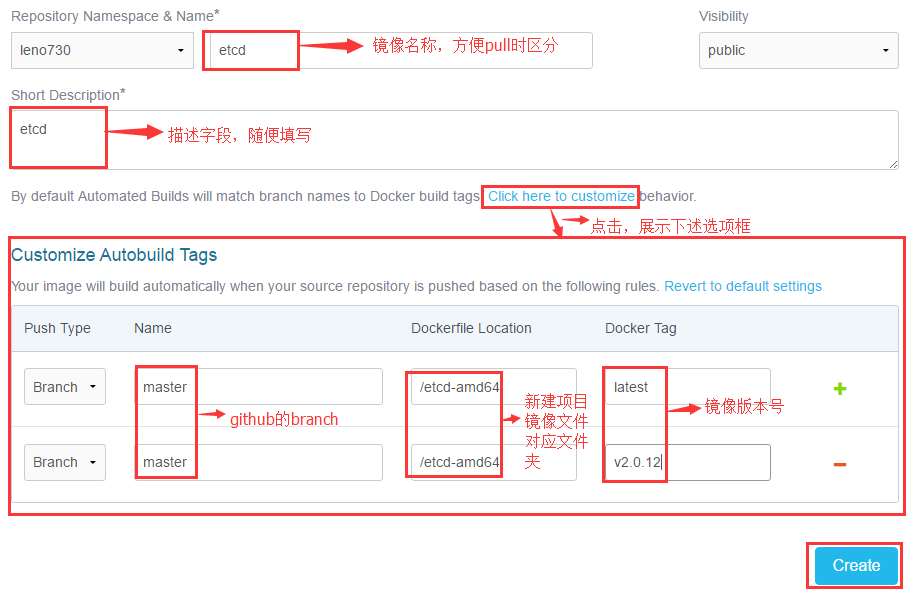 Repository Namespace & Name*
Visibility
leno730
etcd
镜像名称，方便pull时区分
public
Short Description*
etcd
描述字段，随便填写
By default Automated Builds will match branch names to Docker build tags Click here to customize behavior.
点击，展示下述选项框
Customize Autobuild Tags
Your image will build automatically when your source repository is pushed based on the following rules. Revert to default settings
Push Type
Name
Dockerfile Location
Docker Tag
Branch
master
/etcd-amd64
latest
github的branch
新建项目
镜像文件
对应文件
夹
镜像版本号
Branch
master
/etcd-amd64
v2.0.12
Create